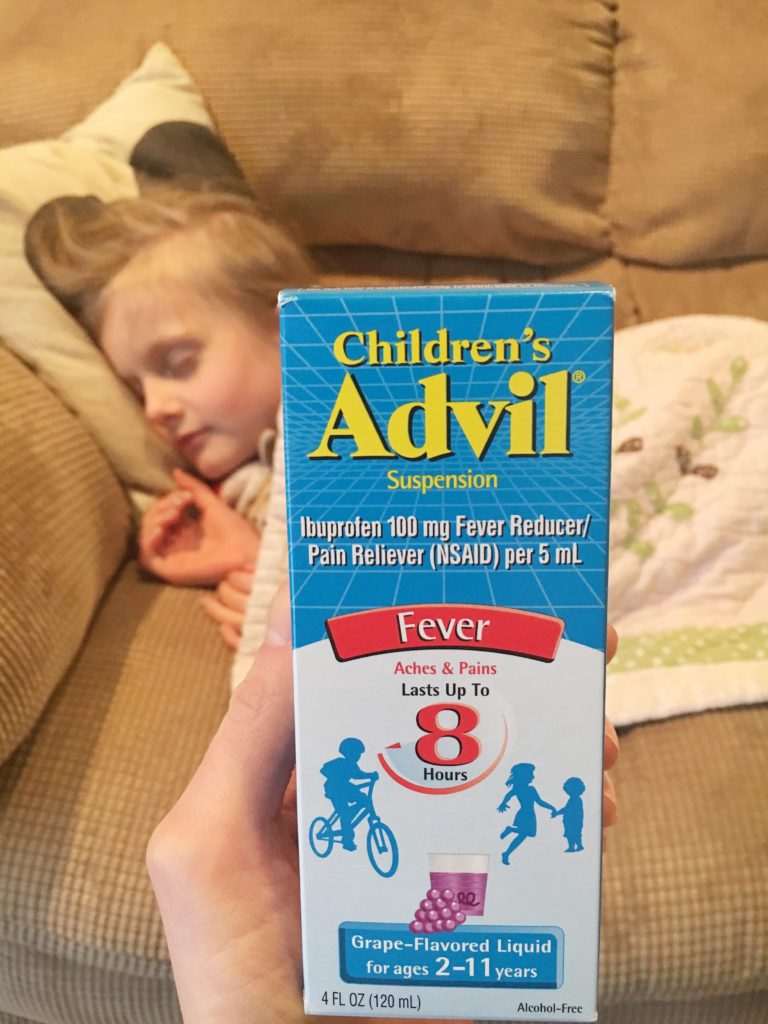 Children's
Advil®
Suspension
Ibuprofen 100 mg Fever Reducer/
Pain Reliever (NSAID) per 5 mL
Fever
Aches & Pains
Lasts Up To
8
Hours
Grape-Flavored Liquid
for ages 2-11 years
4 FL OZ (120 mL)
Alcohol-Free